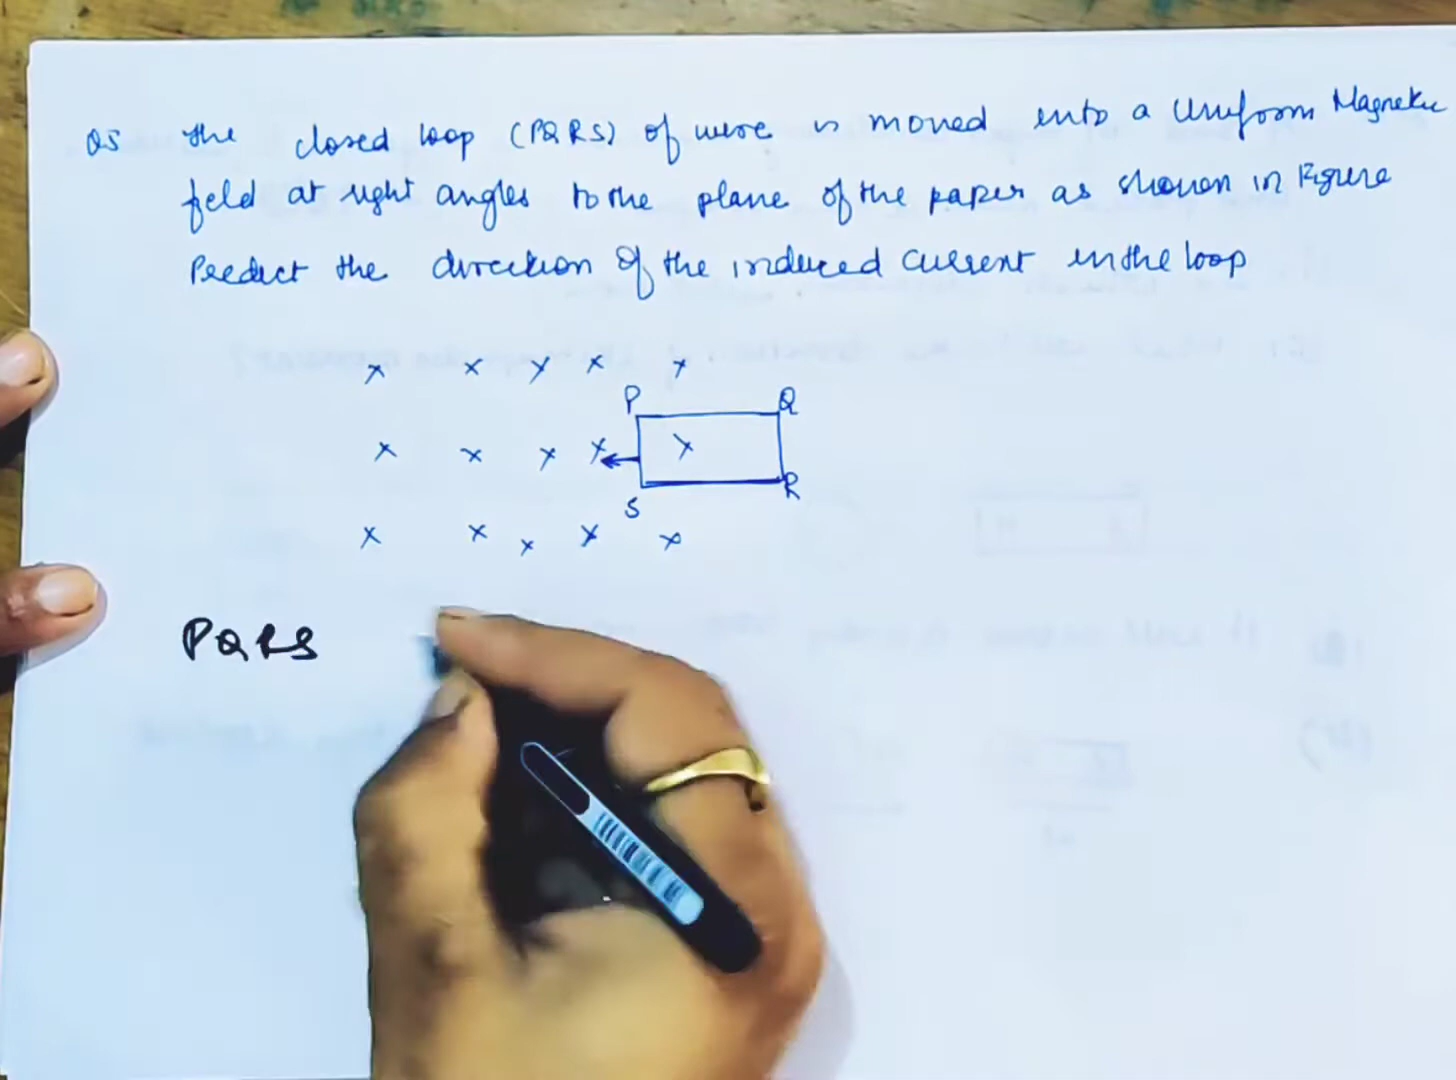 Q5 The closed loop (PQRS) of wire is moved into a Uniform Magnetic
field at right angles to the plane of the paper as shown in Figure
Predict the direction of the induced current in the loop
x x x x x
P Q
x x x x x
S R
x x x x x
PQRS